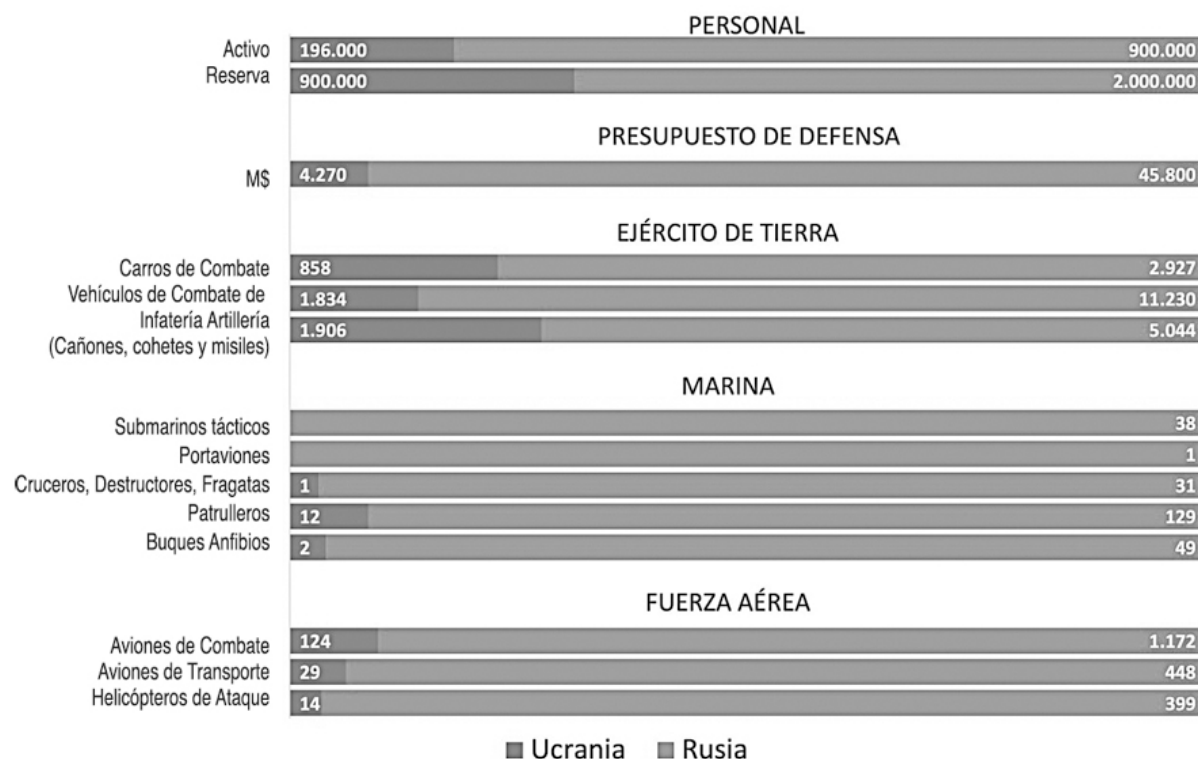 PERSONAL
Activo 196.000 900.000
Reserva 900.000 2.000.000
PRESUPUESTO DE DEFENSA
M$ 4.270 45.800
EJÉRCITO DE TIERRA
Carros de Combate 858 2.927
Vehículos de Combate de 1.834 11.230
Infatería Artillería
(Cañones, cohetes y misiles) 1.906 5.044
MARINA
Submarinos tácticos 38
Portaviones 1
Cruceros, Destructores, Fragatas 1 31
Patrulleros 12 129
Buques Anfibios 2 49
FUERZA AÉREA
Aviones de Combate 124 1.172
Aviones de Transporte 29 448
Helicópteros de Ataque 14 399
Ucrania Rusia